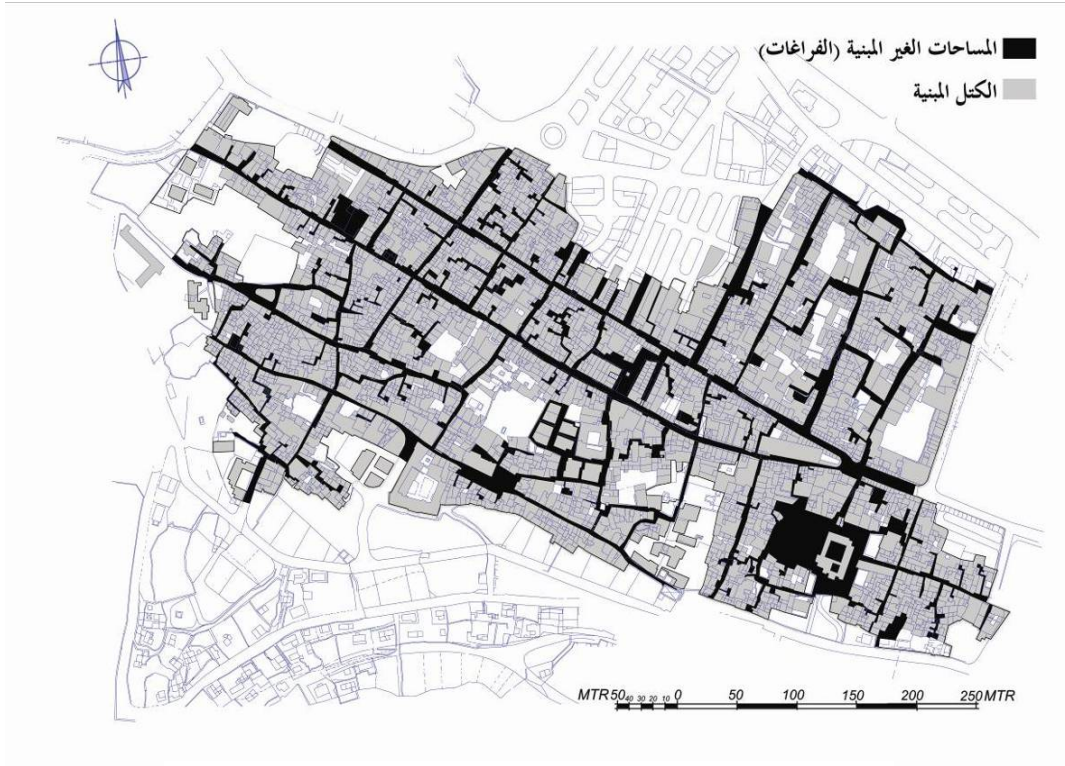 المساحات الغير المبنية (الفراغات)
الكتل المبنية
MTR 50 40 30 20 10 0 50 100 150 200 250 MTR